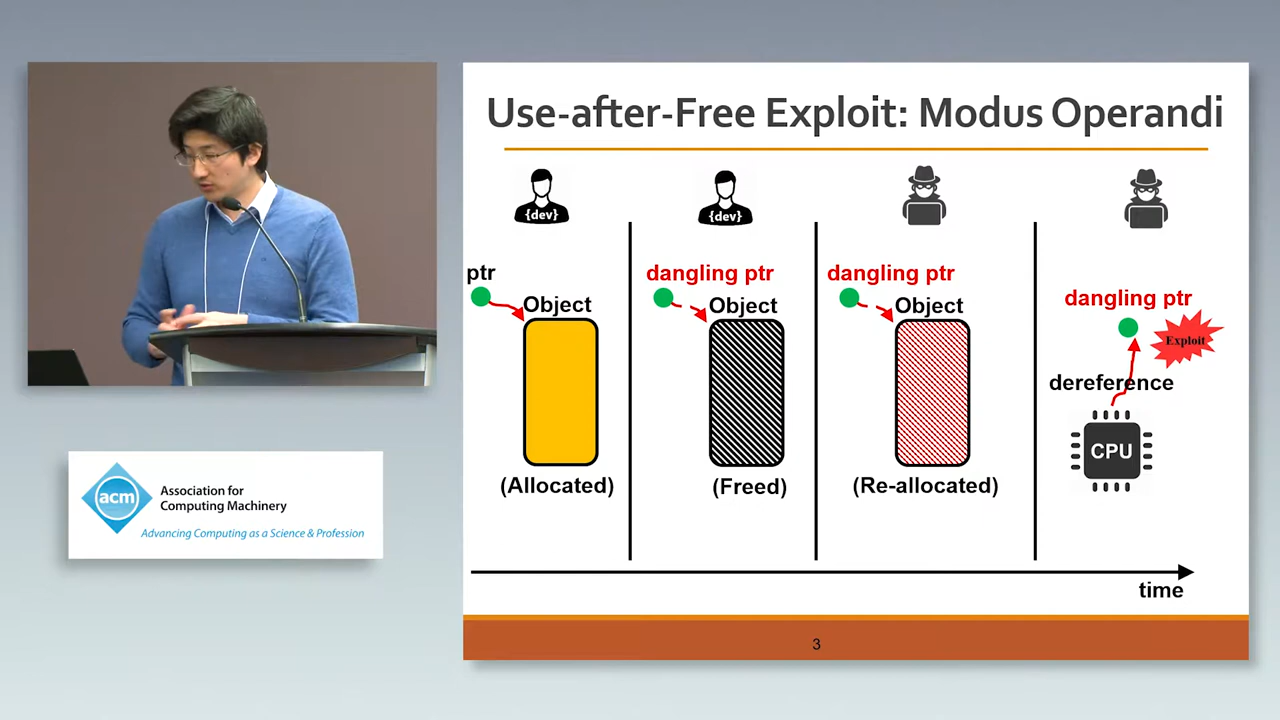 Use-after-Free Exploit: Modus Operandi
{dev}
{dev}
ptr
Object
(Allocated)
dangling ptr
Object
(Freed)
dangling ptr
Object
(Re-allocated)
dangling ptr
Exploit
dereference
CPU
time
3
acm
Association for
Computing Machinery
Advancing Computing as a Science & Profession